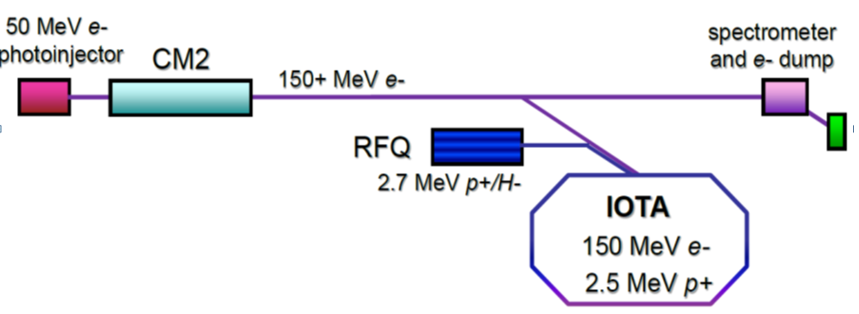 50 MeV e-
photoinjector
CM2
150+ MeV e-
spectrometer
and e- dump
RFQ
2.7 MeV p+/H-
IOTA
150 MeV e-
2.5 MeV p+